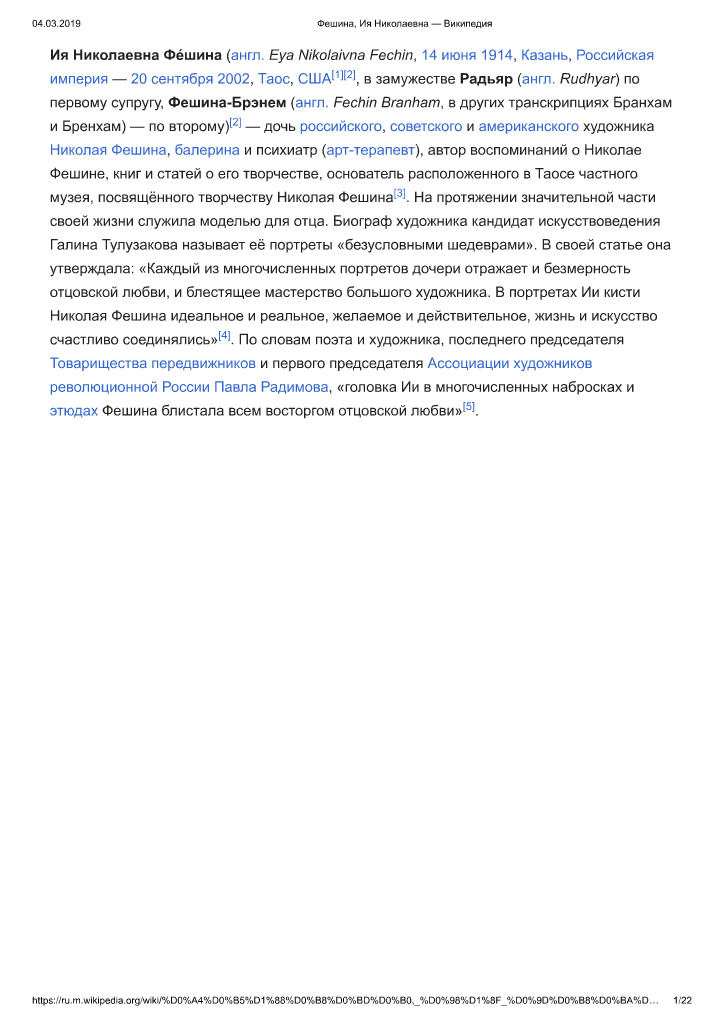 04.03.2019 Фешина, Ия Николаевна — Википедия
Ия Николаевна Фе́шина (англ. Eya Nikolaivna Fechin, 14 июня 1914, Казань, Российская
империя — 20 сентября 2002, Таос, США[1][2], в замужестве Радьяр (англ. Rudhyar) по
первому супругу, Фешина-Брэнем (англ. Fechin Branham, в других транскрипциях Бранхам
и Бренхам) — по второму)[2] — дочь российского, советского и американского художника
Николая Фешина, балерина и психиатр (арт-терапевт), автор воспоминаний о Николае
Фешине, книг и статей о его творчестве, основатель расположенного в Таосе частного
музея, посвящённого творчеству Николая Фешина[3]. На протяжении значительной части
своей жизни служила моделью для отца. Биограф художника кандидат искусствоведения
Галина Тулузакова называет её портреты «безусловными шедеврами». В своей статье она
утверждала: «Каждый из многочисленных портретов дочери отражает и безмерность
отцовской любви, и блестящее мастерство большого художника. В портретах Ии кисти
Николая Фешина идеальное и реальное, желаемое и действительное, жизнь и искусство
счастливо соединялись»[4]. По словам поэта и художника, последнего председателя
Товарищества передвижников и первого председателя Ассоциации художников
революционной России Павла Радимова, «головка Ии в многочисленных набросках и
этюдах Фешина блистала всем восторгом отцовской любви»[5].
https://ru.m.wikipedia.org/wiki/%D0%A4%D0%B5%D1%88%D0%B8%D0%BD%D0%B0,_%D0%98%D1%8F_%D0%9D%D0%B8%D0%BA%D… 1/22